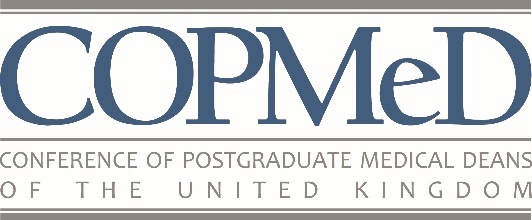 COPMeD
CONFERENCE OF POSTGRADUATE MEDICAL DEANS
OF THE UNITED KINGDOM